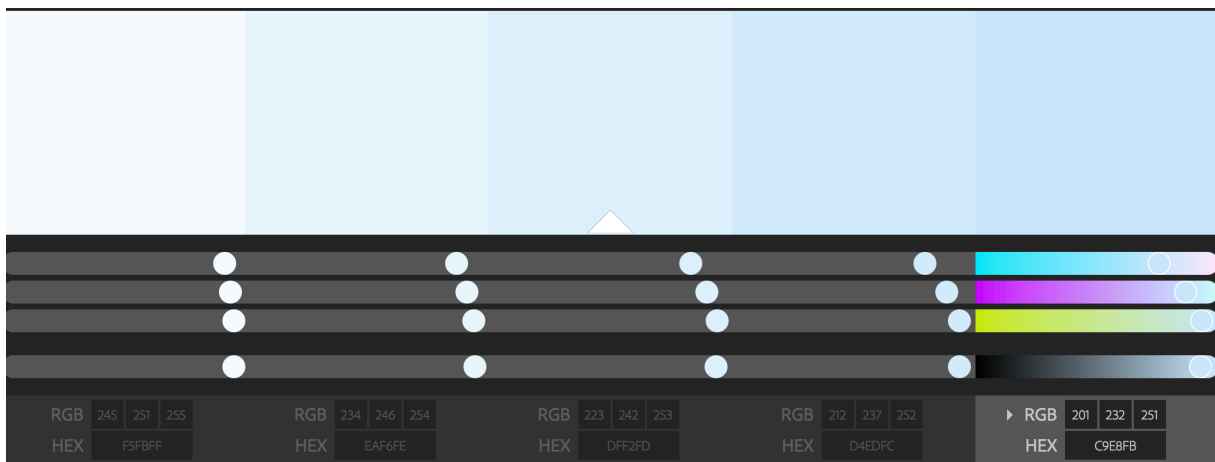 RGB 245 251 255 RGB 234 246 254 RGB 223 242 253 RGB 212 237 252 RGB 201 232 251
HEX F5FBFF HEX EAF6FE HEX DFF2FD HEX D4EDFC HEX C9E8FB